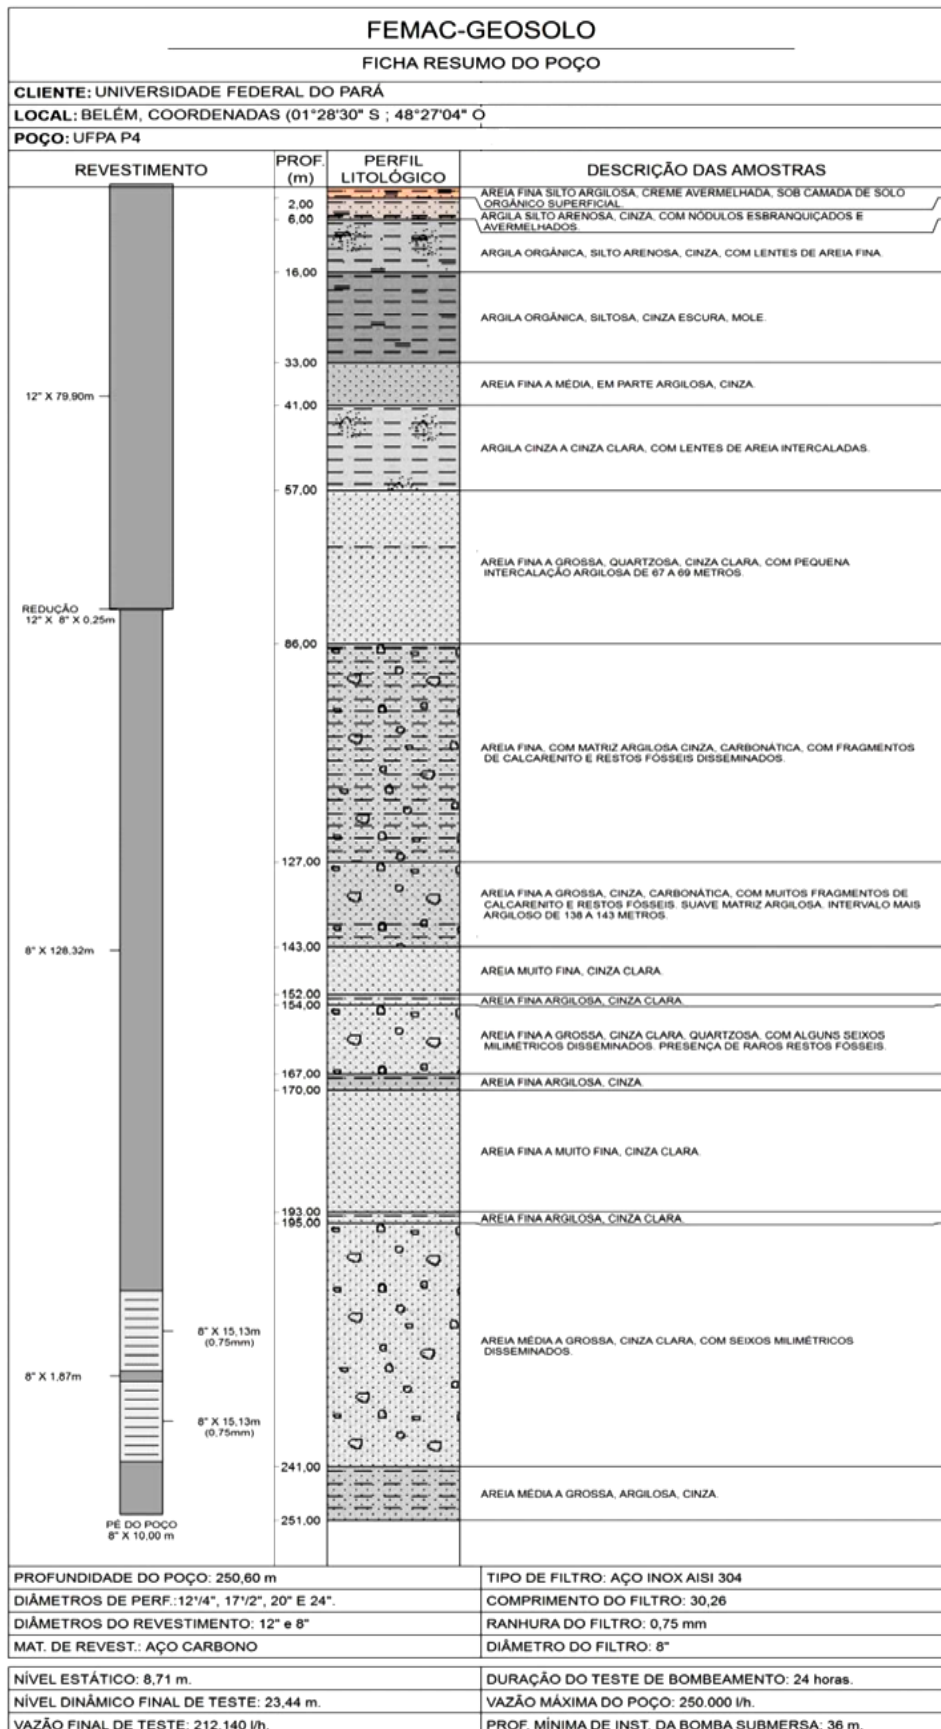 FEMAC-GEOSOLO
FICHA RESUMO DO POÇO
CLIENTE: UNIVERSIDADE FEDERAL DO PARÁ
LOCAL: BELÉM, COORDENADAS (01°28'30" S ; 48°27'04" O
POÇO: UFPA P4
REVESTIMENTO
PROF.
(m)
PERFIL
LITOLÓGICO
DESCRIÇÃO DAS AMOSTRAS
AREIA FINA SILTO ARGILOSA, CREME AVERMELHADA, SOB CAMADA DE SOLO
ORGÂNICO SUPERFICIAL.
2,00
ARGILA SILTO ARENOSA, CINZA, COM NÓDULOS ESBRANQUIÇADOS E
AVERMELHADOS.
6,00
ARGILA ORGÂNICA, SILTO ARENOSA, CINZA, COM LENTES DE AREIA FINA.
16,00
ARGILA ORGÂNICA, SILTOSA, CINZA ESCURA, MOLE.
33,00
AREIA FINA A MÉDIA, EM PARTE ARGILOSA, CINZA.
12" X 79,90m
41,00
ARGILA CINZA A CINZA CLARA, COM LENTES DE AREIA INTERCALADAS.
57,00
AREIA FINA A GROSSA, QUARTZOSA, CINZA CLARA, COM PEQUENA
INTERCALAÇÃO ARGILOSA DE 67 A 69 METROS.
REDUÇÃO
12" X 8" X 0,25m
86,00
AREIA FINA, COM MATRIZ ARGILOSA CINZA, CARBONÁTICA, COM FRAGMENTOS
DE CALCARENITO E RESTOS FÓSSEIS DISSEMINADOS.
127,00
AREIA FINA A GROSSA, CINZA, CARBONÁTICA, COM MUITOS FRAGMENTOS DE
CALCARENITO E RESTOS FÓSSEIS. SUAVE MATRIZ ARGILOSA. INTERVALO MAIS
ARGILOSO DE 138 A 143 METROS.
143,00
8" X 128,32m
AREIA MUITO FINA, CINZA CLARA.
152,00
AREIA FINA ARGILOSA, CINZA CLARA.
154,00
AREIA FINA A GROSSA, CINZA CLARA, QUARTZOSA, COM ALGUNS SEIXOS
MILIMÉTRICOS DISSEMINADOS. PRESENÇA DE RAROS RESTOS FÓSSEIS.
167,00
AREIA FINA ARGILOSA, CINZA.
170,00
AREIA FINA A MUITO FINA, CINZA CLARA.
193,00
AREIA FINA ARGILOSA, CINZA CLARA.
195,00
8" X 15,13m
(0,75mm)
AREIA MÉDIA A GROSSA, CINZA CLARA, COM SEIXOS MILIMÉTRICOS
DISSEMINADOS.
8" X 1,87m
8" X 15,13m
(0,75mm)
241,00
AREIA MÉDIA A GROSSA, ARGILOSA, CINZA.
251,00
PÉ DO POÇO
8" X 10,00 m
PROFUNDIDADE DO POÇO: 250,60 m
TIPO DE FILTRO: AÇO INOX AISI 304
DIÂMETROS DE PERF.:12"1/4", 17"1/2", 20" E 24".
COMPRIMENTO DO FILTRO: 30,26
DIÂMETROS DO REVESTIMENTO: 12" e 8"
RANHURA DO FILTRO: 0,75 mm
MAT. DE REVEST.: AÇO CARBONO
DIÂMETRO DO FILTRO: 8"
NÍVEL ESTÁTICO: 8,71 m.
DURAÇÃO DO TESTE DE BOMBEAMENTO: 24 horas.
NÍVEL DINÂMICO FINAL DE TESTE: 23,44 m.
VAZÃO MÁXIMA DO POÇO: 250.000 l/h.
VAZÃO FINAL DE TESTE: 212.140 l/h.
PROF. MÍNIMA DE INST. DA BOMBA SUBMERSA: 36 m.